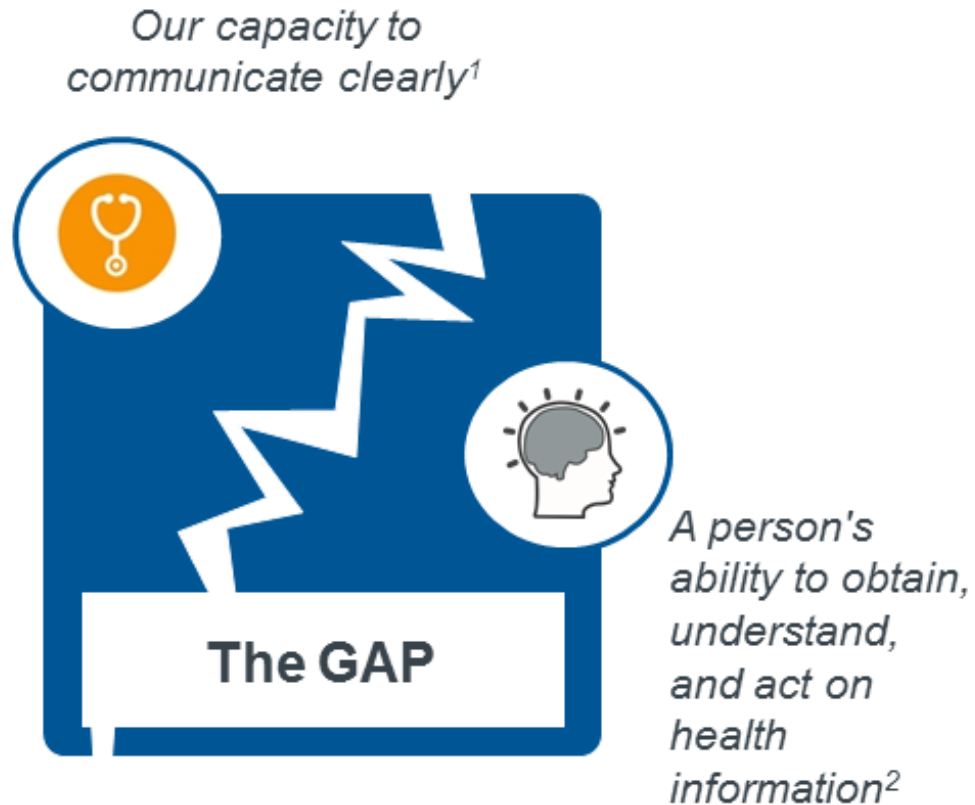 Our capacity to
communicate clearly¹
The GAP
A person's
ability to obtain,
understand,
and act on
health
information²